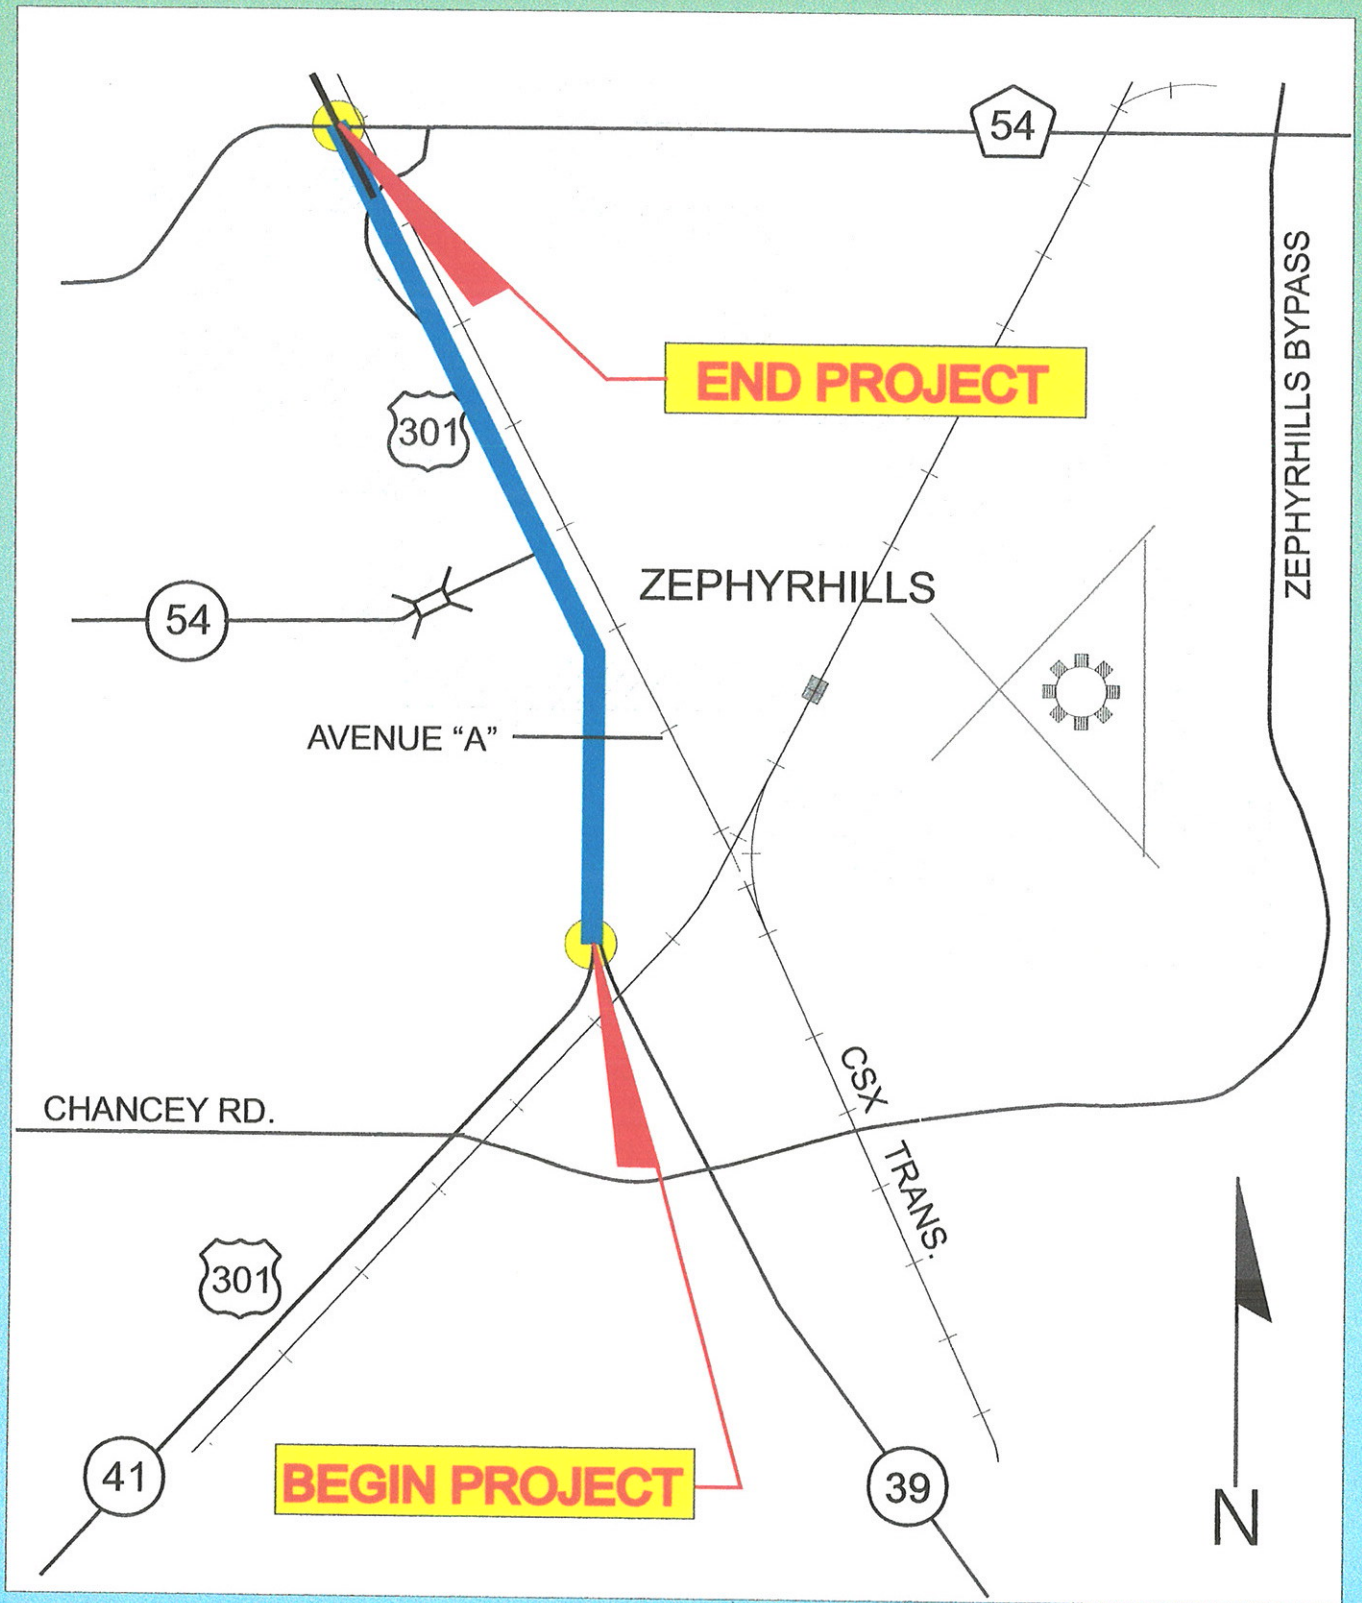 54
END PROJECT
301
ZEPHYRHILLS BYPASS
ZEPHYRHILLS
54
AVENUE “A”
CSX TRANS.
CHANCEY RD.
301
41
BEGIN PROJECT
39
N